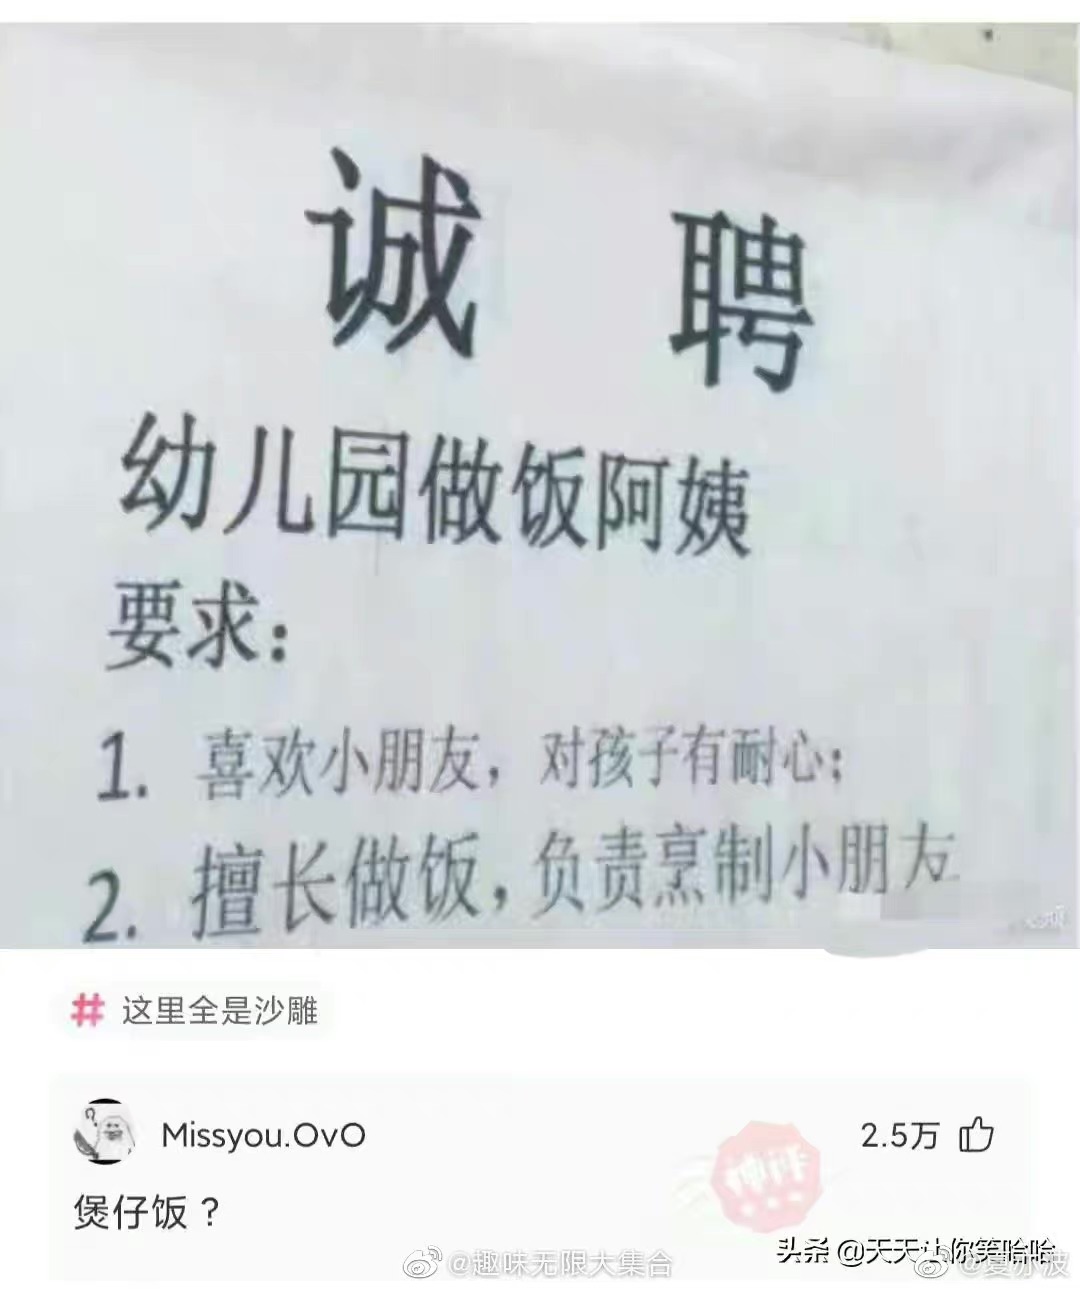 诚 聘
幼儿园做饭阿姨
要求：
1. 喜欢小朋友，对孩子有耐心；
2. 擅长做饭，负责烹制小朋友
# 这里全是沙雕
Missyou.OvO
2.5万
神评
煲仔饭？
头条 @天天让你笑哈哈
@趣味无限大集合